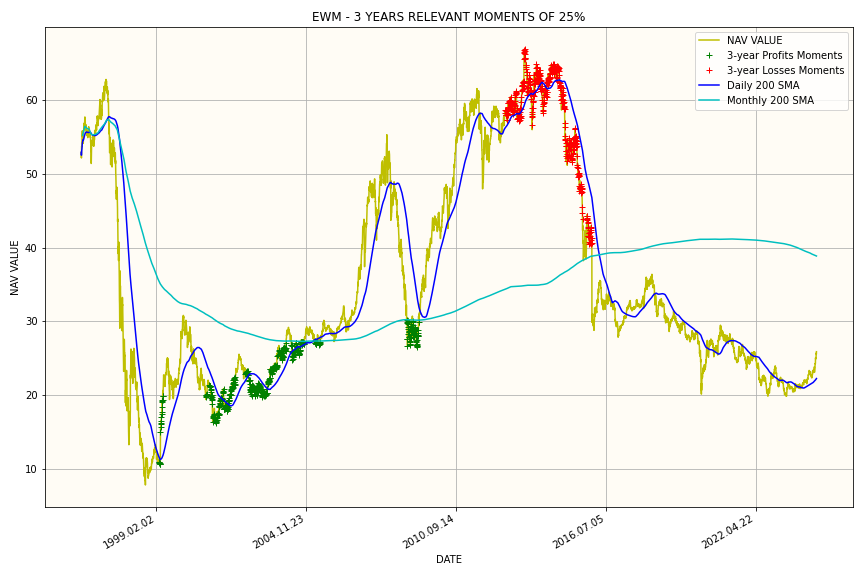 EWM - 3 YEARS RELEVANT MOMENTS OF 25%
NAV VALUE
3-year Profits Moments
3-year Losses Moments
Daily 200 SMA
Monthly 200 SMA
60
50
40
30
20
10
NAV VALUE
1999.02.02
2004.11.23
2010.09.14
2016.07.05
2022.04.22
DATE